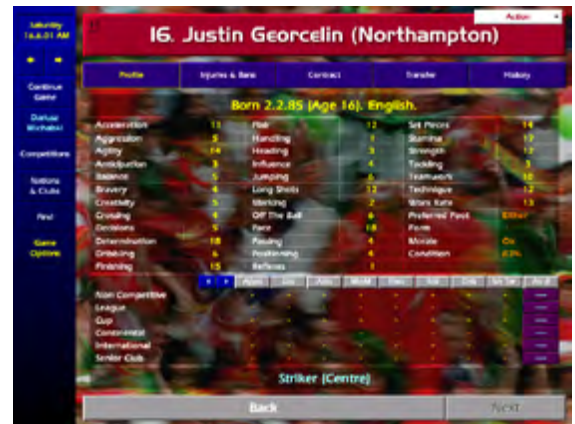 Saturday
16.6.01 AM
Action
16. Justin Georcelin (Northampton)
Profile
Injuries & Bans
Contract
Transfer
History
Continue
Game
Dariusz
Michalski
Competitions
Nations
& Clubs
Find
Game
Options
Born 2.2.85 (Age 16). English.
Acceleration 11 Flair 12 Set Pieces 14
Aggression 5 Handling Stamina
Agility 14 Heading 3 Strength 12
Anticipation 3 Influence 4 Tackling 3
Balance 5 Jumping 6 Teamwork 10
Bravery 4 Long Shots 12 Technique 12
Creativity 5 Marking 2 Work Rate 13
Crossing 4 Off The Ball 6 Preferred Foot Either
Decisions 5 Pace 18 Form
Determination 18 Passing 4 Morale
Dribbling 6 Positioning 4 Condition
Finishing 15 Reflexes 1
Non Competitive
League
Cup
Continental
International
Senior Club
Striker (Centre)
Back
Next